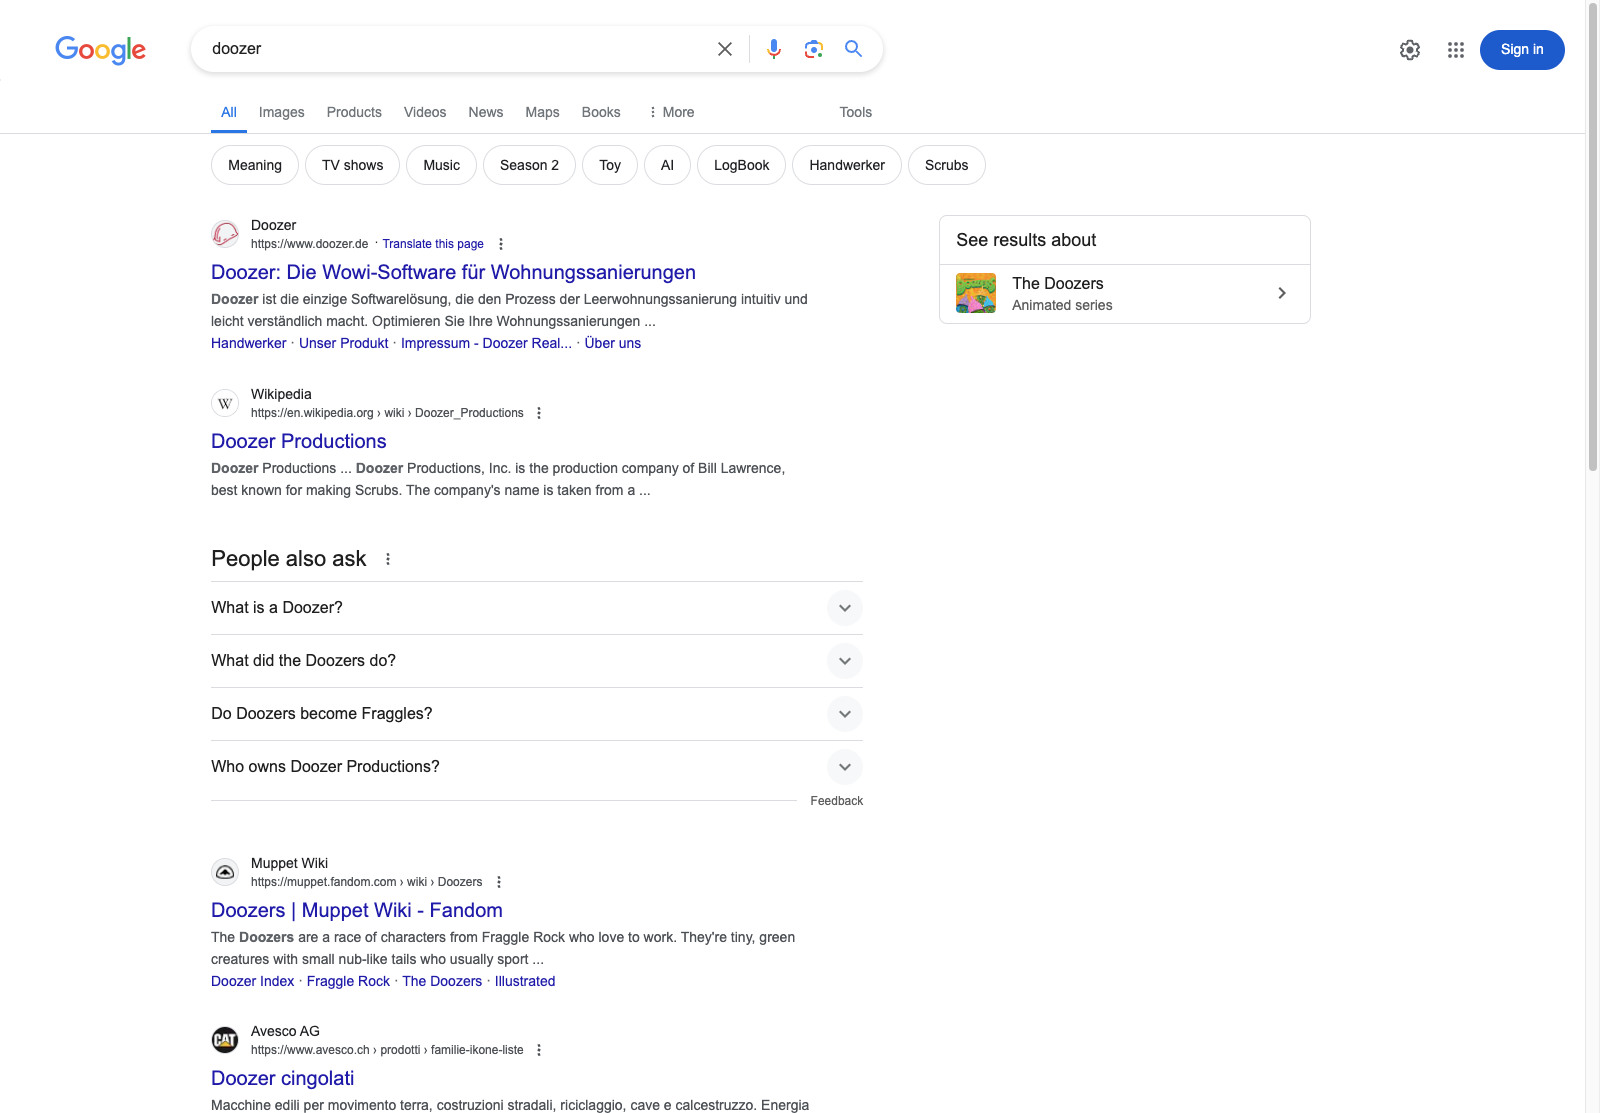 Google
doozer
Sign in
All Images Products Videos News Maps Books More Tools
Meaning TV shows Music Season 2 Toy AI LogBook Handwerker Scrubs
Doozer
https://www.doozer.de · Translate this page
Doozer: Die Wowi-Software für Wohnungssanierungen
Doozer ist die einzige Softwarelösung, die den Prozess der Leerwohnungssanierung intuitiv und
leicht verständlich macht. Optimieren Sie Ihre Wohnungssanierungen ...
Handwerker · Unser Produkt · Impressum - Doozer Real... · Über uns
See results about
The Doozers
Animated series
W
Wikipedia
https://en.wikipedia.org › wiki › Doozer_Productions
Doozer Productions
Doozer Productions ... Doozer Productions, Inc. is the production company of Bill Lawrence,
best known for making Scrubs. The company's name is taken from a ...
People also ask
What is a Doozer?
What did the Doozers do?
Do Doozers become Fraggles?
Who owns Doozer Productions?
Feedback
Muppet Wiki
https://muppet.fandom.com › wiki › Doozers
Doozers | Muppet Wiki - Fandom
The Doozers are a race of characters from Fraggle Rock who love to work. They're tiny, green
creatures with small nub-like tails who usually sport ...
Doozer Index · Fraggle Rock · The Doozers · Illustrated
CAT
Avesco AG
https://www.avesco.ch › prodotti › familie-ikone-liste
Doozer cingolati
Macchine edili per movimento terra, costruzioni stradali, riciclaggio, cave e calcestruzzo. Energia